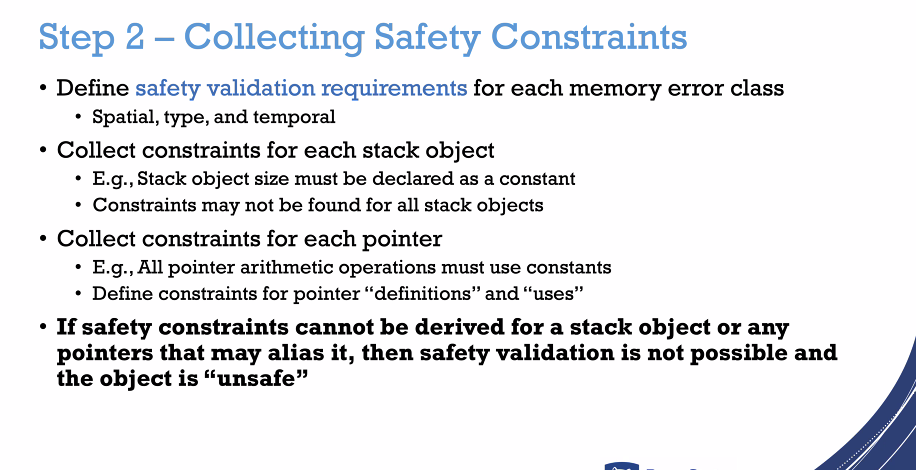 Step 2 – Collecting Safety Constraints
• Define safety validation requirements for each memory error class
• Spatial, type, and temporal
• Collect constraints for each stack object
• E.g., Stack object size must be declared as a constant
• Constraints may not be found for all stack objects
• Collect constraints for each pointer
• E.g., All pointer arithmetic operations must use constants
• Define constraints for pointer “definitions” and “uses”
• If safety constraints cannot be derived for a stack object or any
pointers that may alias it, then safety validation is not possible and
the object is “unsafe”